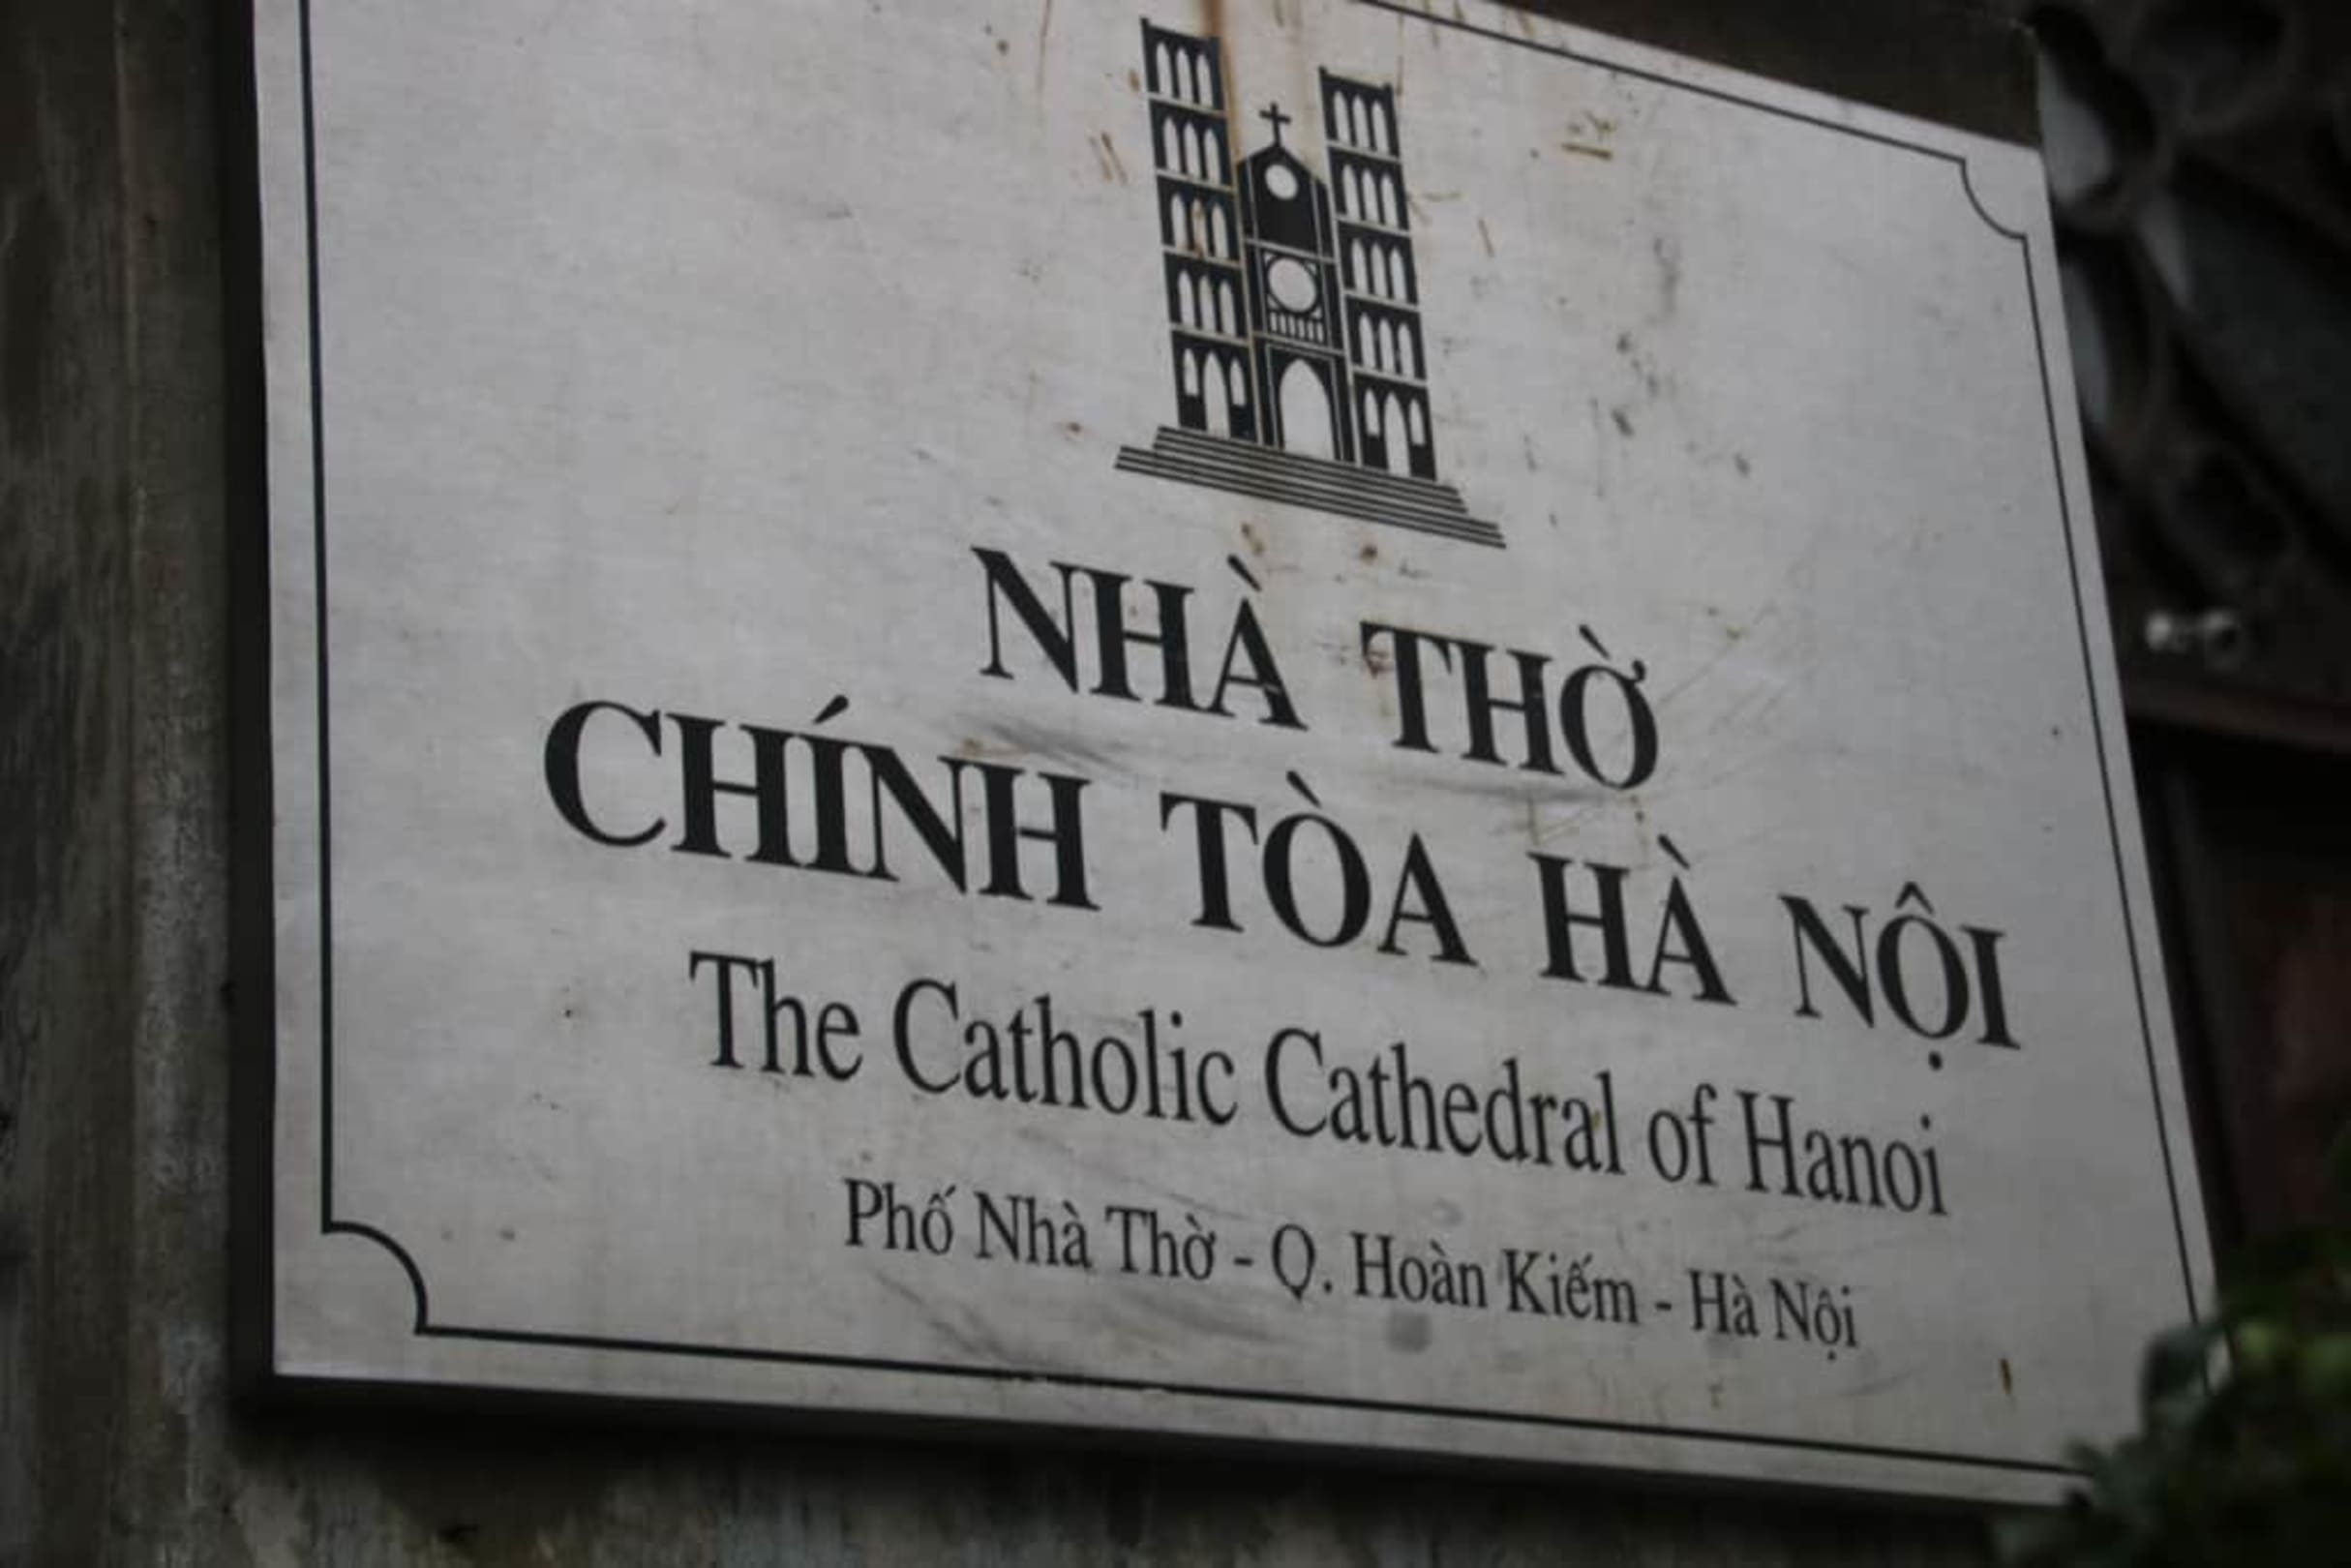 NHÀ THỜ
CHÍNH TÒA HÀ NỘI
The Catholic Cathedral of Hanoi
Phố Nhà Thờ - Q. Hoàn Kiếm - Hà Nội